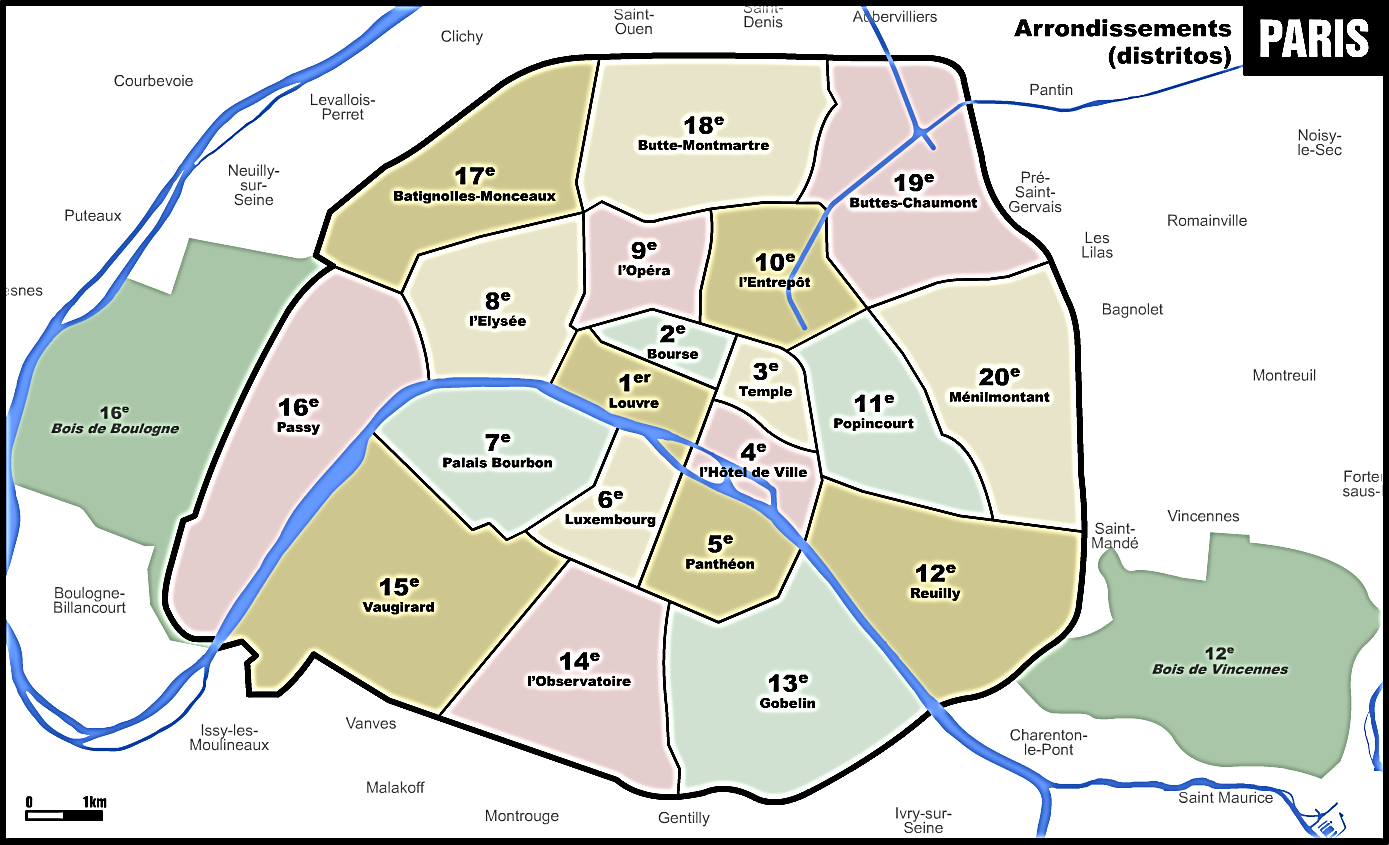 Arrondissements
(distritos)
PARIS
Saint-
Ouen
Saint-
Denis
Aubervilliers
Clichy
Courbevoie
Levallois-
Perret
Pantin
Noisy-
le-Sec
Neuilly-
sur-
Seine
Puteaux
Pré-
Saint-
Gervais
Romainville
Les
Lilas
esnes
Bagnolet
Montreuil
18e
Butte-Montmartre
17e
Batignolles-Monceaux
19e
Buttes-Chaumont
9e
l'Opéra
10e
l'Entrepôt
8e
l'Elysée
2e
Bourse
3e
Temple
1er
Louvre
20e
Ménilmontant
16e
Bois de Boulogne
16e
Passy
11e
Popincourt
7e
Palais Bourbon
4e
l'Hôtel de Ville
6e
Luxembourg
5e
Panthéon
15e
Vaugirard
12e
Reuilly
14e
l'Observatoire
13e
Gobelin
12e
Bois de Vincennes
Forte
sous-
Vincennes
Saint-
Mandé
Boulogne-
Billancourt
Issy-les-
Moulineaux
Vanves
Malakoff
Montrouge
Gentilly
Ivry-sur-
Seine
Charenton-
le-Pont
Saint Maurice
0 1km